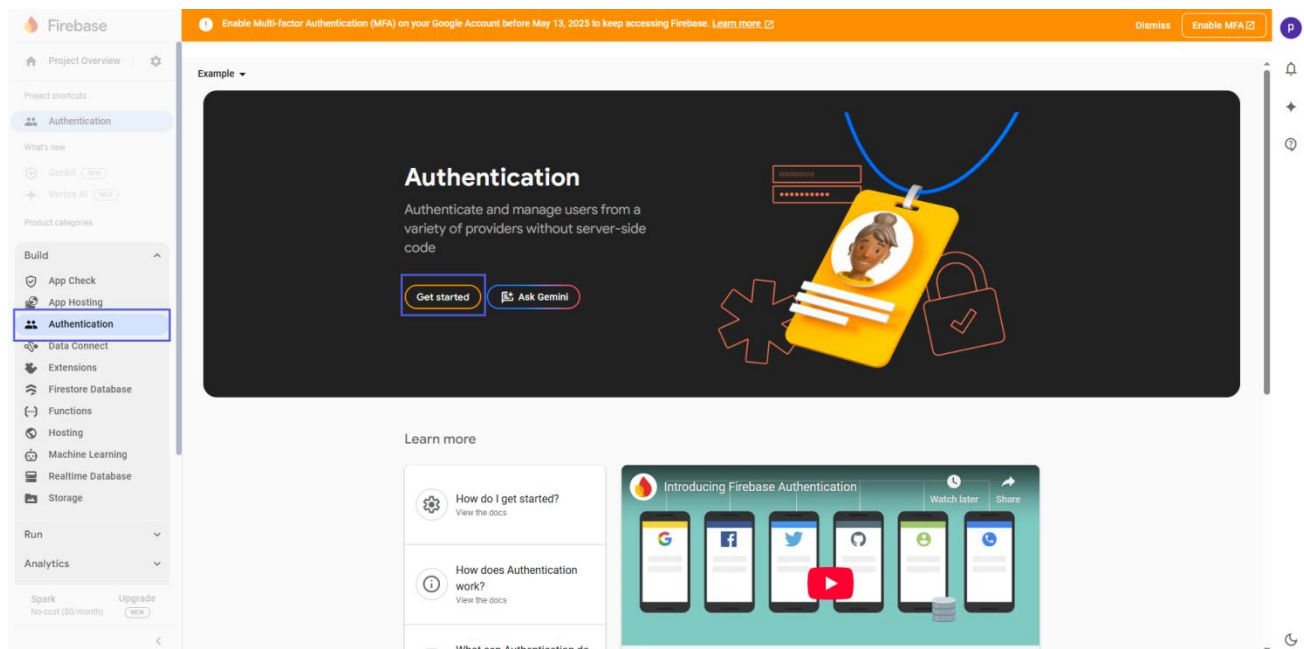 Firebase
Enable Multi-factor Authentication (MFA) on your Google Account before May 13, 2025 to keep accessing Firebase. Learn more
Dismiss
Enable MFA
P
Project Overview
Example
Project shortcuts
Authentication
What's new
Genkit NEW
Vertex AI NEW
Product categories
Build
App Check
App Hosting
Authentication
Data Connect
Extensions
Firestore Database
Functions
Hosting
Machine Learning
Realtime Database
Storage
Run
Analytics
Spark
No-cost ($0/month)
Upgrade
NEW
Authentication
Authenticate and manage users from a
variety of providers without server-side
code
Get started
Ask Gemini
Learn more
How do I get started?
View the docs
How does Authentication
work?
View the docs
What can Authentication do
Introducing Firebase Authentication
Watch later
Share